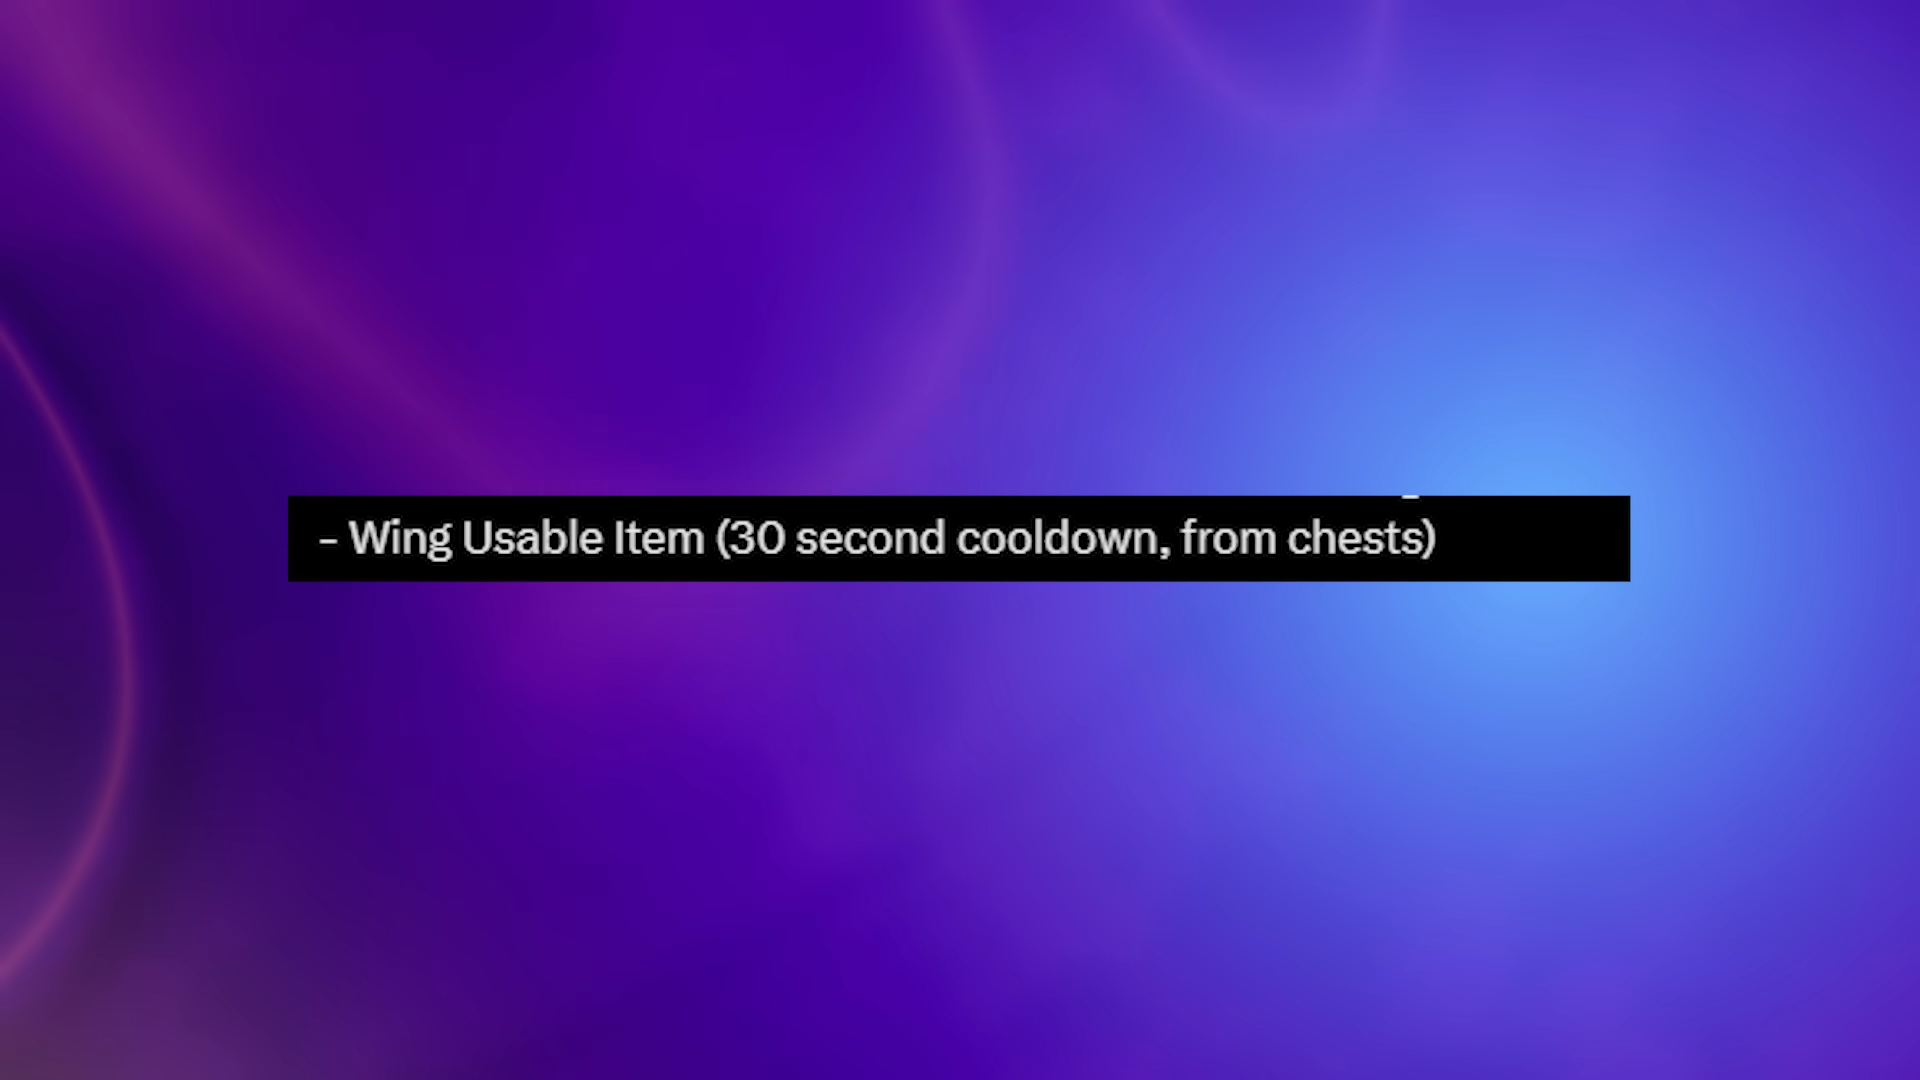 – Wing Usable Item (30 second cooldown, from chests)